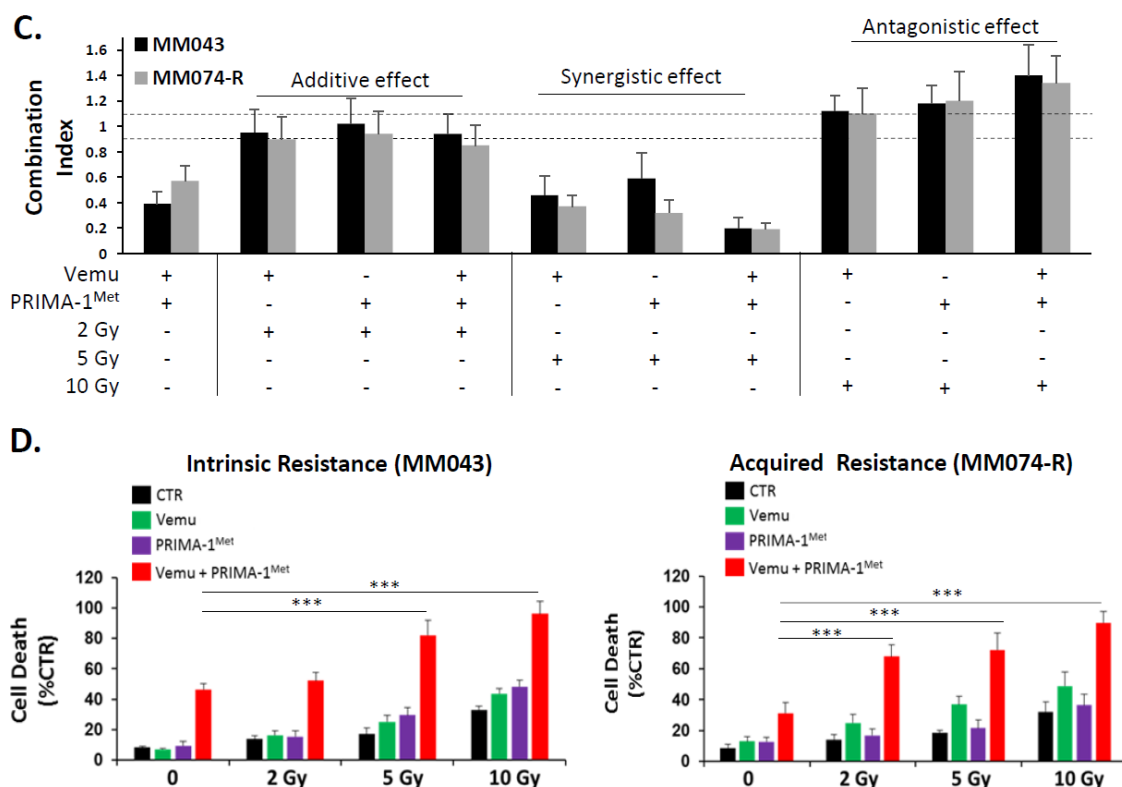 C.
MM043
MM074-R
Additive effect
Synergistic effect
Antagonistic effect
Combination
Index
1.6
1.4
1.2
1
0.8
0.6
0.4
0.2
0
Vemu + + - + + - + + - +
PRIMA-1Met + - + + - + + - + +
2 Gy - + + + - - - - - -
5 Gy - - - - + + + - - -
10 Gy - - - - - - - + + +
D.
Intrinsic Resistance (MM043)
CTR
Vemu
PRIMA-1Met
Vemu + PRIMA-1Met
Cell Death
(%CTR)
120
100
80
60
40
20
0
***
***
0 2 Gy 5 Gy 10 Gy
Acquired Resistance (MM074-R)
CTR
Vemu
PRIMA-1Met
Vemu + PRIMA-1Met
Cell Death
(%CTR)
120
100
80
60
40
20
0
***
***
***
0 2 Gy 5 Gy 10 Gy